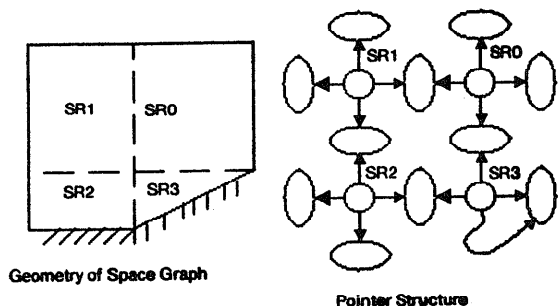 SR1
SR0
SR2
SR3
Geometry of Space Graph
SR1
SR0
SR2
SR3
Pointer Structure